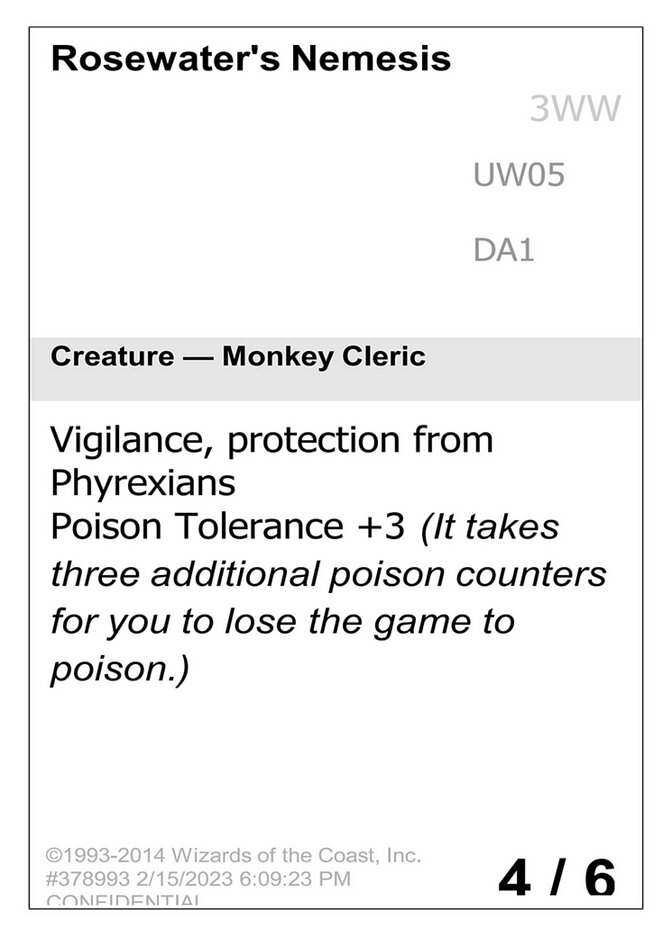 Rosewater's Nemesis
3WW
UW05
DA1
Creature — Monkey Cleric
Vigilance, protection from
Phyrexians
Poison Tolerance +3 (It takes
three additional poison counters
for you to lose the game to
poison.)
©1993-2014 Wizards of the Coast, Inc.
#378993 2/15/2023 6:09:23 PM
CONFIDENTIAL
4 / 6